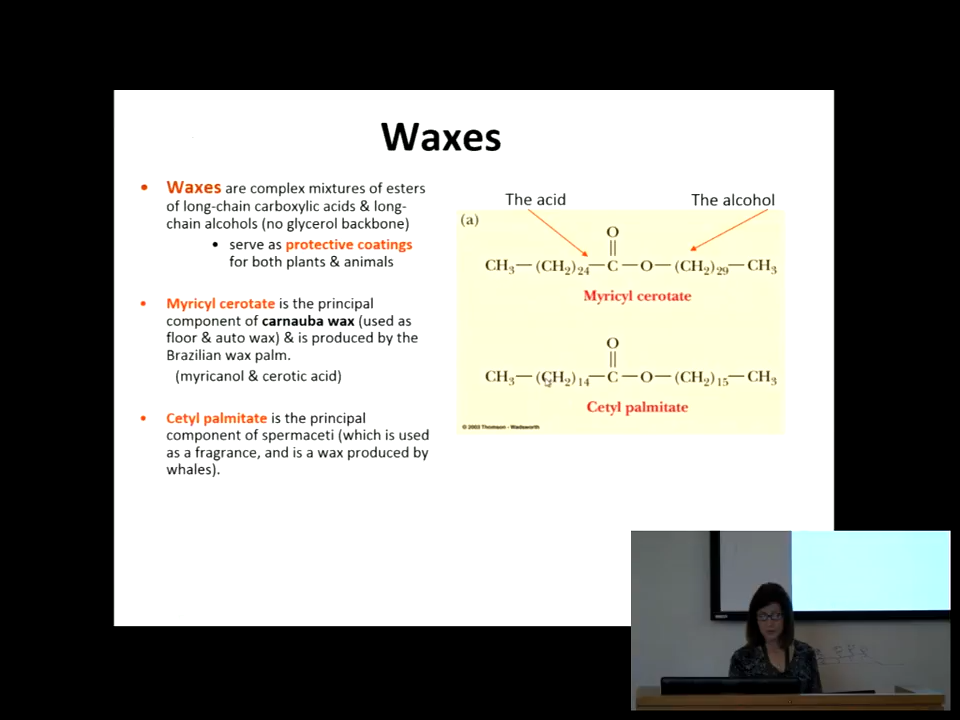 Waxes
• Waxes are complex mixtures of esters
of long-chain carboxylic acids & long-
chain alcohols (no glycerol backbone)
• serve as protective coatings
for both plants & animals
• Myricyl cerotate is the principal
component of carnauba wax (used as
floor & auto wax) & is produced by the
Brazilian wax palm.
(myricanol & cerotic acid)
• Cetyl palmitate is the principal
component of spermaceti (which is used
as a fragrance, and is a wax produced by
whales).
The acid The alcohol
(a)
O
||
CH₃—(CH₂)₂₄—C—O—(CH₂)₂₉—CH₃
Myricyl cerotate
O
||
CH₃—(CH₂)₁₄—C—O—(CH₂)₁₅—CH₃
Cetyl palmitate
© 2003 Thomson - Wadsworth